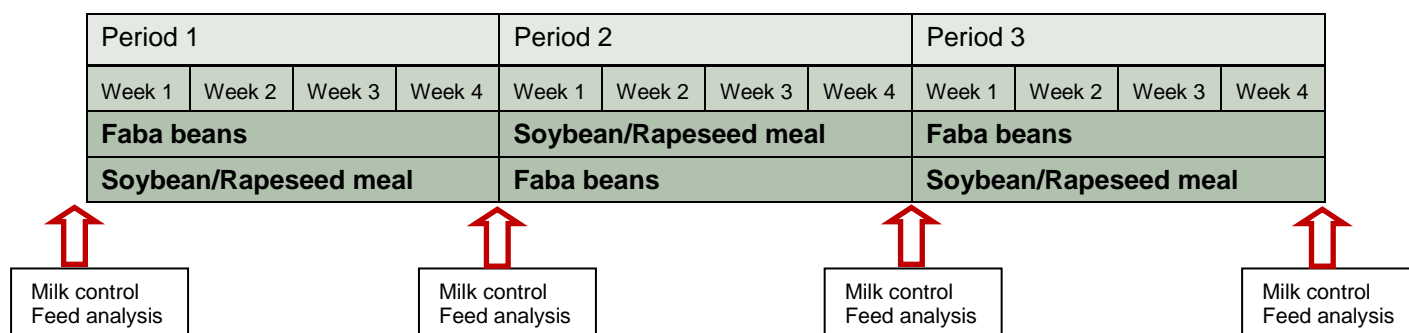 Period 1 Period 2 Period 3
Week 1 Week 2 Week 3 Week 4 Week 1 Week 2 Week 3 Week 4 Week 1 Week 2 Week 3 Week 4
Faba beans Soybean/Rapeseed meal Faba beans
Soybean/Rapeseed meal Faba beans Soybean/Rapeseed meal
Milk control Milk control Milk control Milk control
Feed analysis Feed analysis Feed analysis Feed analysis